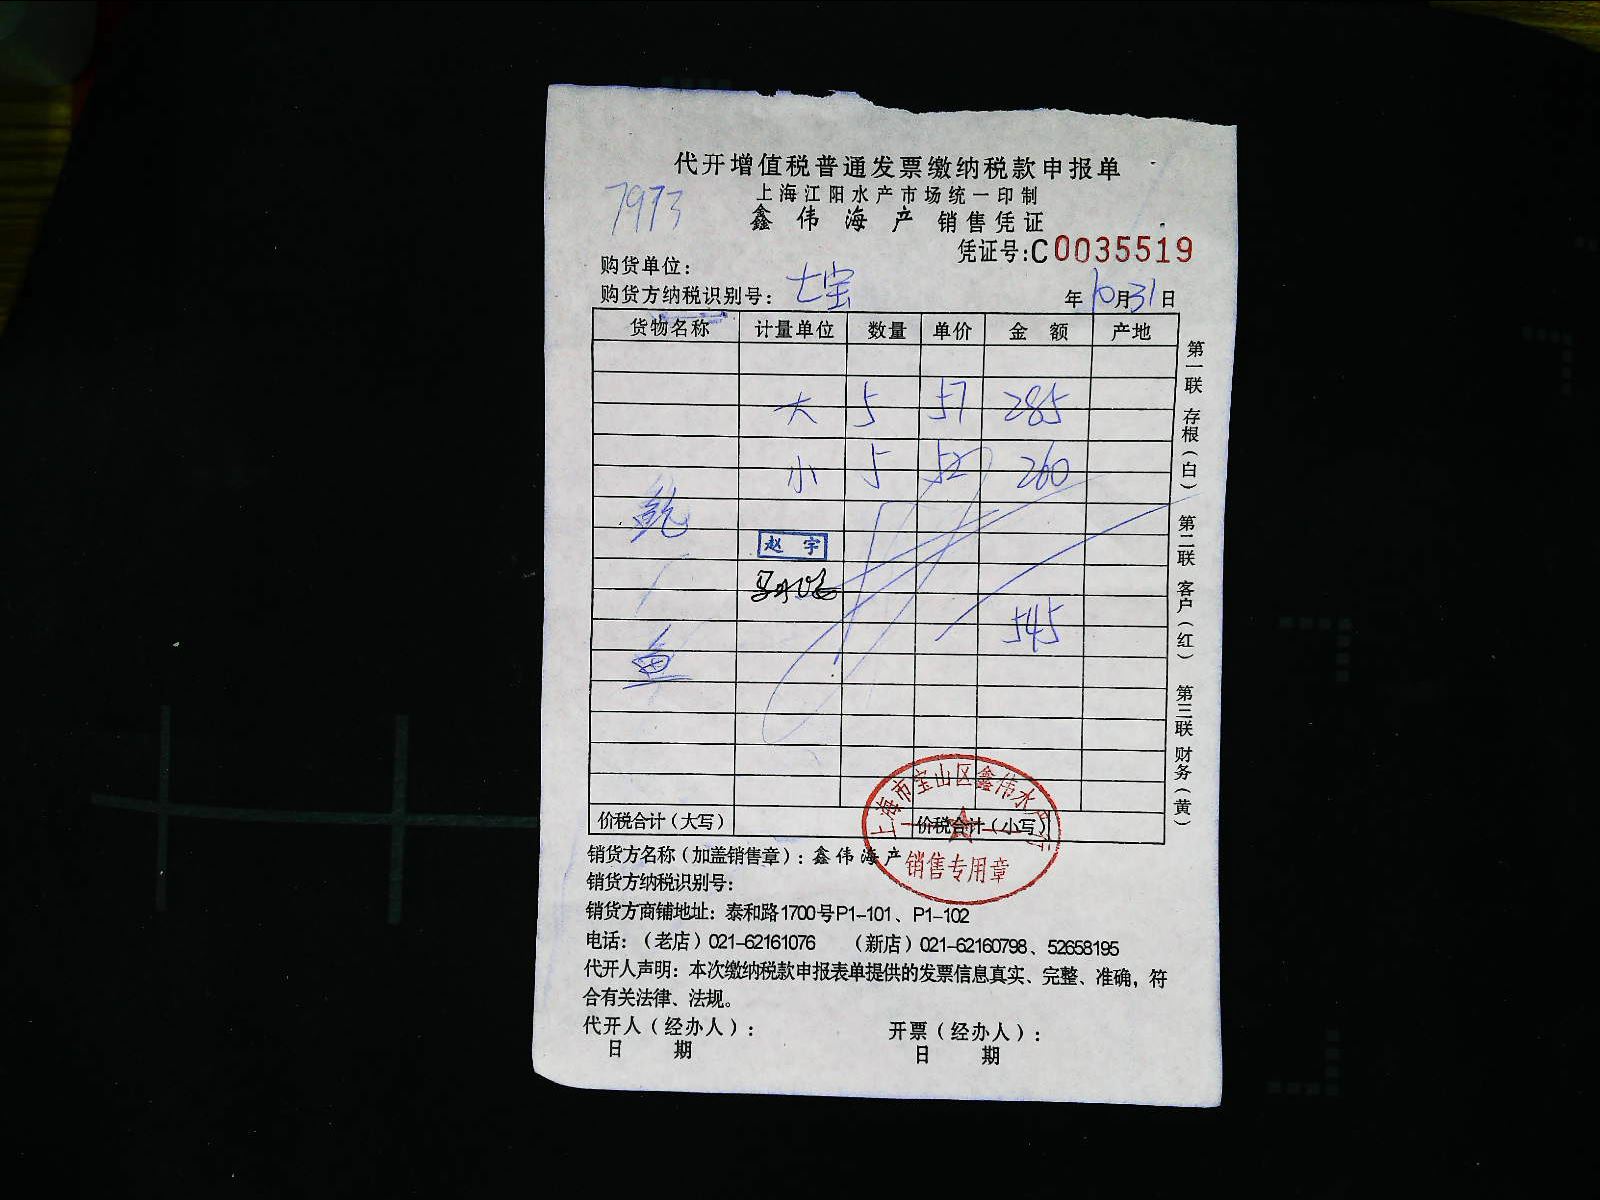 代开增值税普通发票缴纳税款申报单
上海江阳水产市场统一印制
7973
鑫伟海产 销售凭证
凭证号:C0035519
购货单位:
购货方纳税识别号: 七宝
年10月31日
货物名称 计量单位 数量 单价 金额 产地
大 5 57 285
小 5 52 260
鲍
赵宇
545
鱼
价税合计(大写) 价税合计(小写)
第一联 存根(白) 第二联 客户(红) 第三联 财务(黄)
上海市宝山区鑫伟水产行
销售专用章
销货方名称(加盖销售章):鑫伟海产
销货方纳税识别号:
销货方商铺地址:泰和路1700号P1-101、P1-102
电话:(老店)021-62161076 (新店)021-62160798、52658195
代开人声明:本次缴纳税款申报表单提供的发票信息真实、完整、准确,符
合有关法律、法规。
代开人(经办人): 开票(经办人):
日期 日期